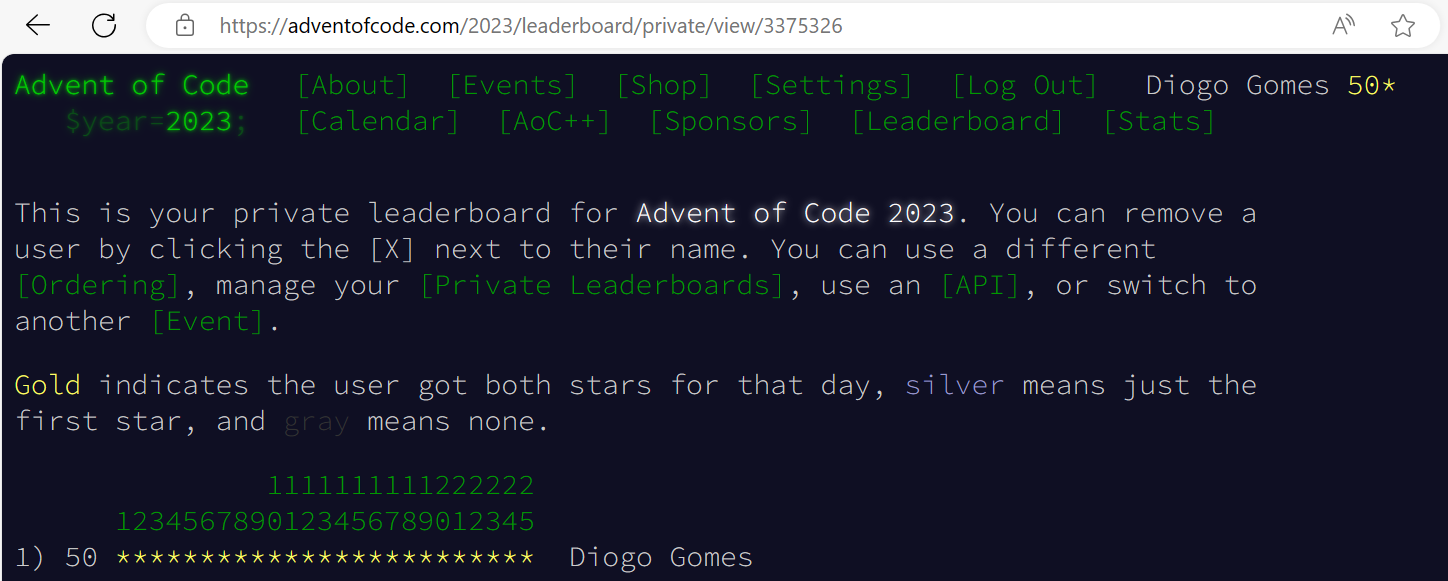 https://adventofcode.com/2023/leaderboard/private/view/3375326
Advent of Code [About] [Events] [Shop] [Settings] [Log Out] Diogo Gomes 50*
$year=2023; [Calendar] [AoC++] [Sponsors] [Leaderboard] [Stats]
This is your private leaderboard for Advent of Code 2023. You can remove a
user by clicking the [X] next to their name. You can use a different
[Ordering], manage your [Private Leaderboards], use an [API], or switch to
another [Event].
Gold indicates the user got both stars for that day, silver means just the
first star, and gray means none.
1111111111222222
1234567890123456789012345
1) 50 ************************* Diogo Gomes